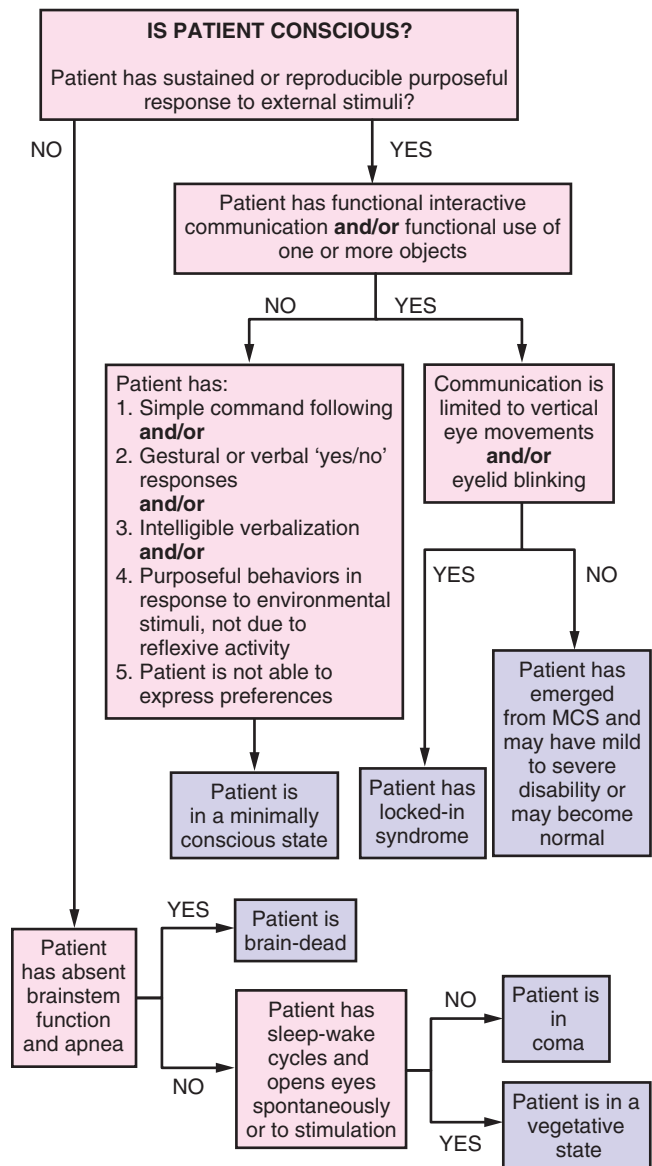 IS PATIENT CONSCIOUS?
Patient has sustained or reproducible purposeful
response to external stimuli?
NO
YES
Patient has functional interactive
communication and/or functional use of
one or more objects
NO
YES
Patient has:
1. Simple command following
and/or
2. Gestural or verbal ‘yes/no’
responses
and/or
3. Intelligible verbalization
and/or
4. Purposeful behaviors in
response to environmental
stimuli, not due to
reflexive activity
5. Patient is not able to
express preferences
Communication is
limited to vertical
eye movements
and/or
eyelid blinking
YES
NO
Patient is
in a minimally
conscious state
Patient has
locked-in
syndrome
Patient has
emerged
from MCS and
may have mild
to severe
disability or
may become
normal
Patient
has absent
brainstem
function
and apnea
YES
Patient is
brain-dead
NO
Patient has
sleep-wake
cycles and
opens eyes
spontaneously
or to stimulation
NO
Patient is
in
coma
YES
Patient is in a
vegetative
state